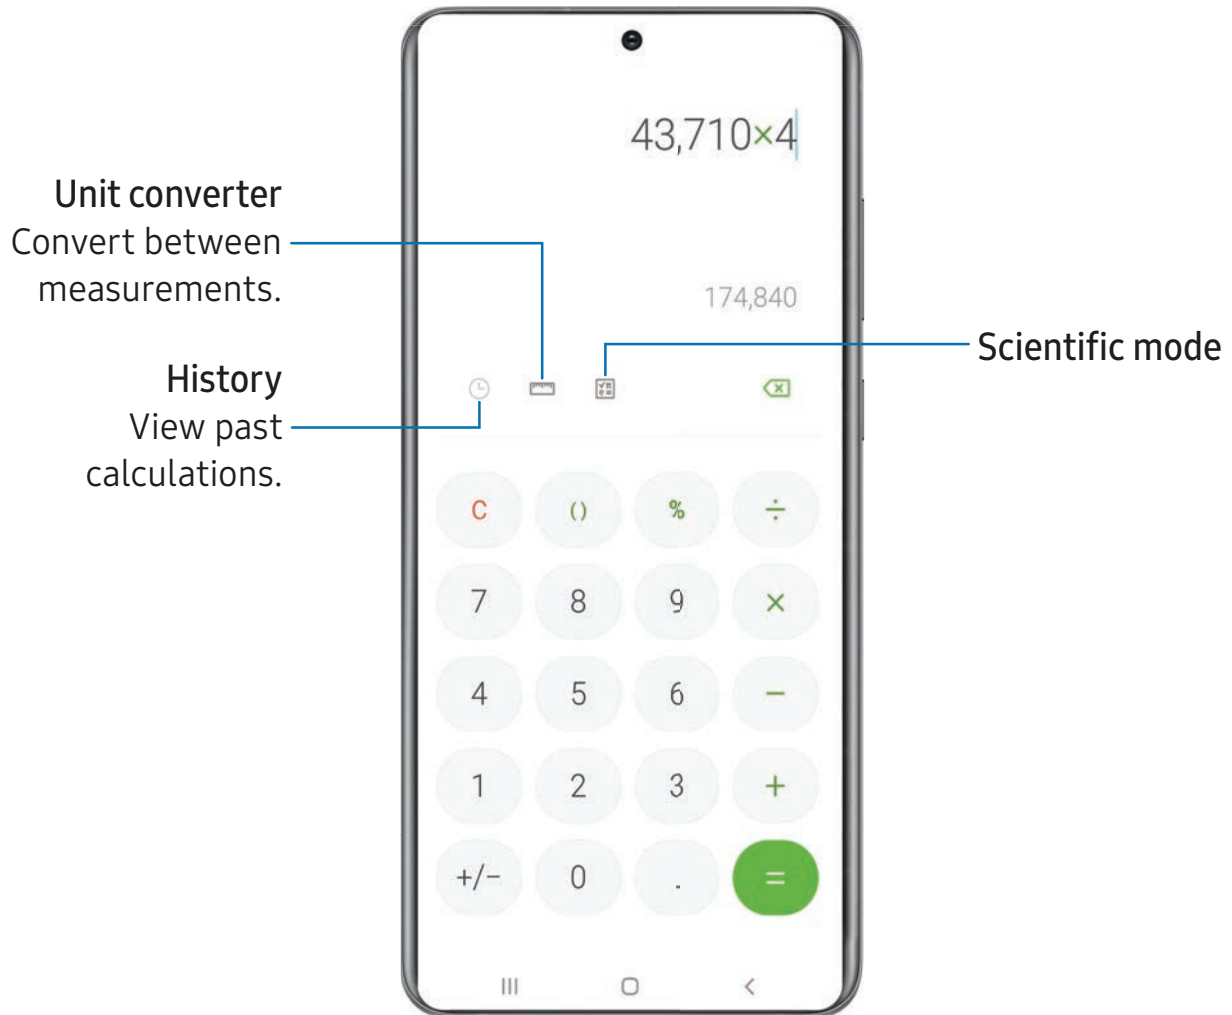 43,710×4
Unit converter
Convert between
measurements.
174,840
Scientific mode
History
View past
calculations.
C () % ÷
7 8 9 ×
4 5 6 −
1 2 3 +
+/− 0 . =